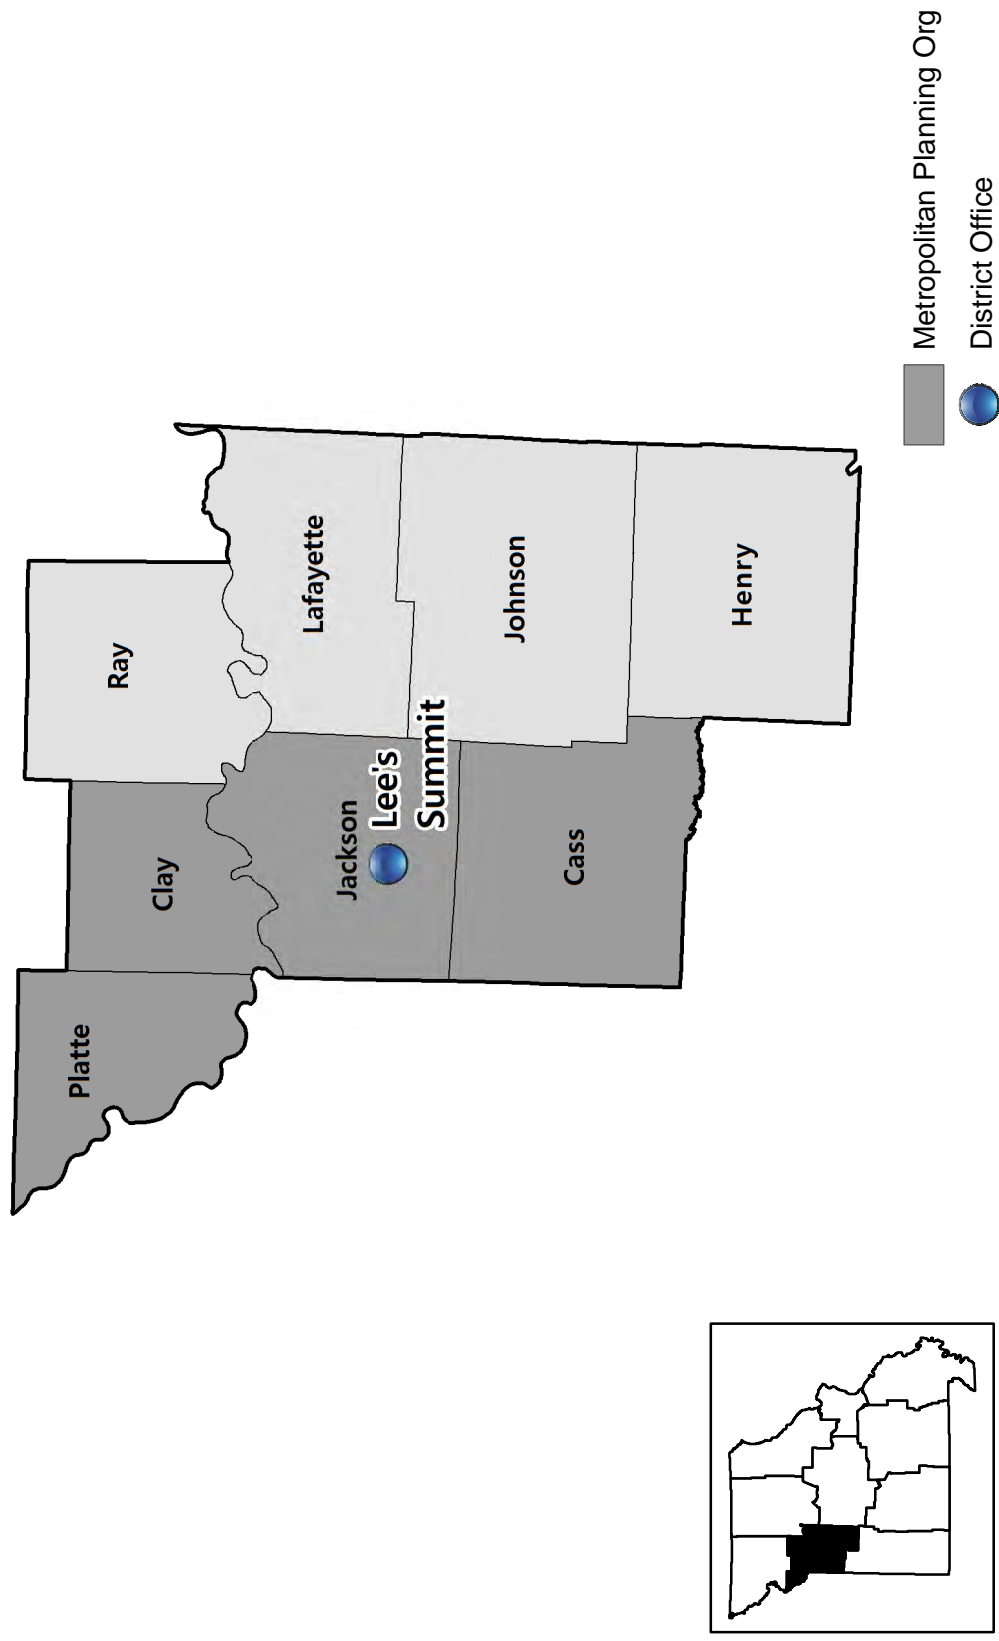 Platte
Clay
Ray
Jackson
Lee's
Summit
Lafayette
Cass
Johnson
Henry
Metropolitan Planning Org
District Office